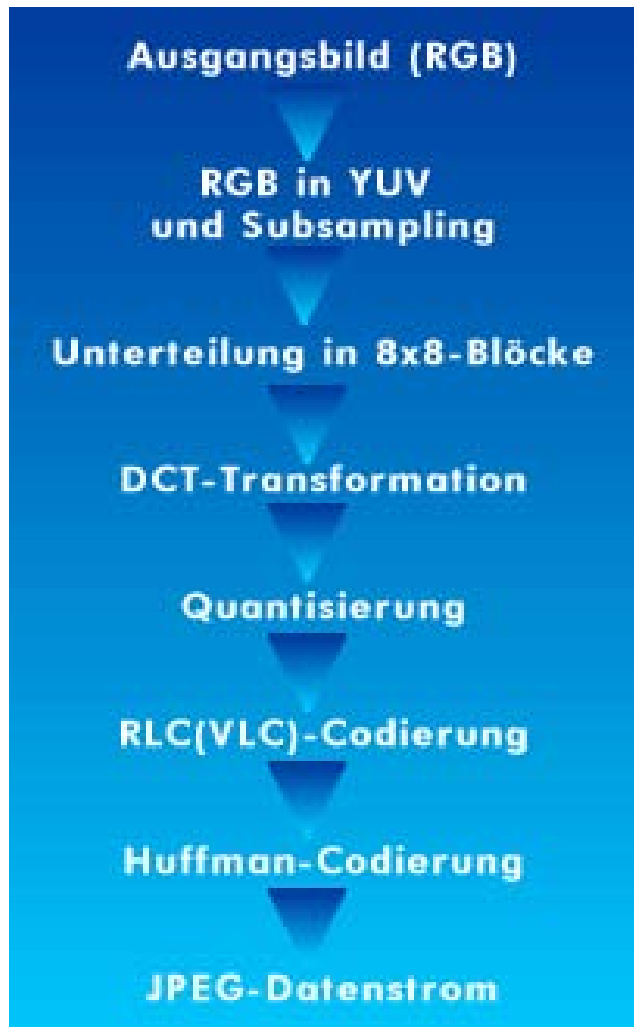 Ausgangsbild (RGB)
RGB in YUV
und Subsampling
Unterteilung in 8x8-Blöcke
DCT-Transformation
Quantisierung
RLC(VLC)-Codierung
Huffman-Codierung
JPEG-Datenstrom